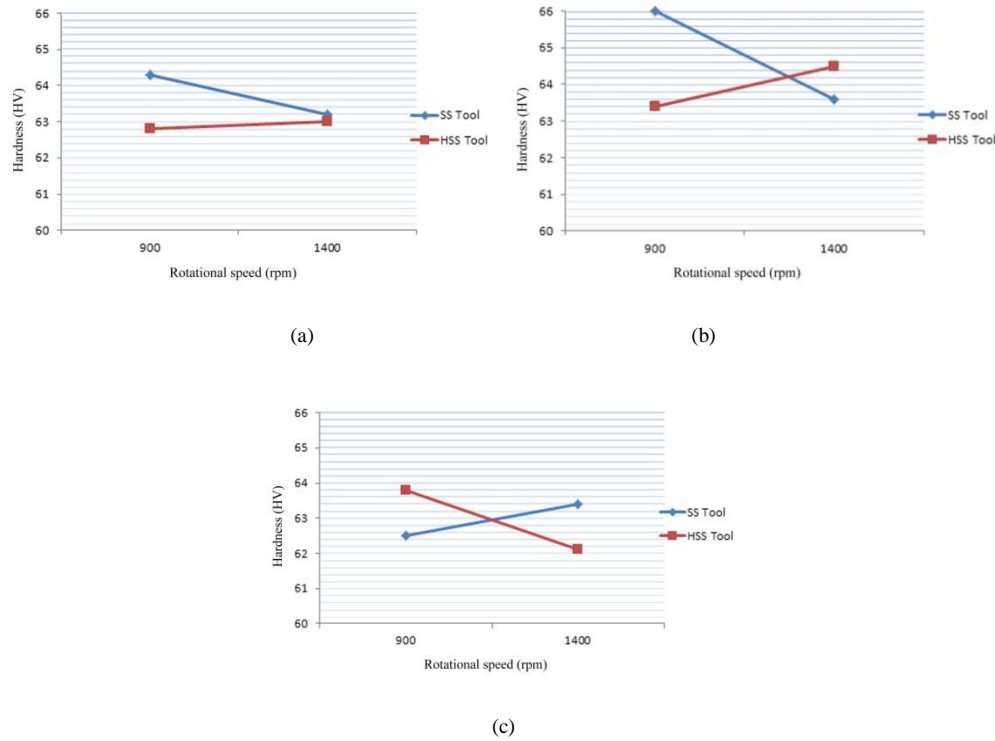 66
65
64
63
62
61
60
Hardness (HV)
900
1400
Rotational speed (rpm)
SS Tool
HSS Tool
(a)
66
65
64
63
62
61
60
Hardness (HV)
900
1400
Rotational speed (rpm)
SS Tool
HSS Tool
(b)
66
65
64
63
62
61
60
Hardness (HV)
900
1400
Rotational speed (rpm)
SS Tool
HSS Tool
(c)